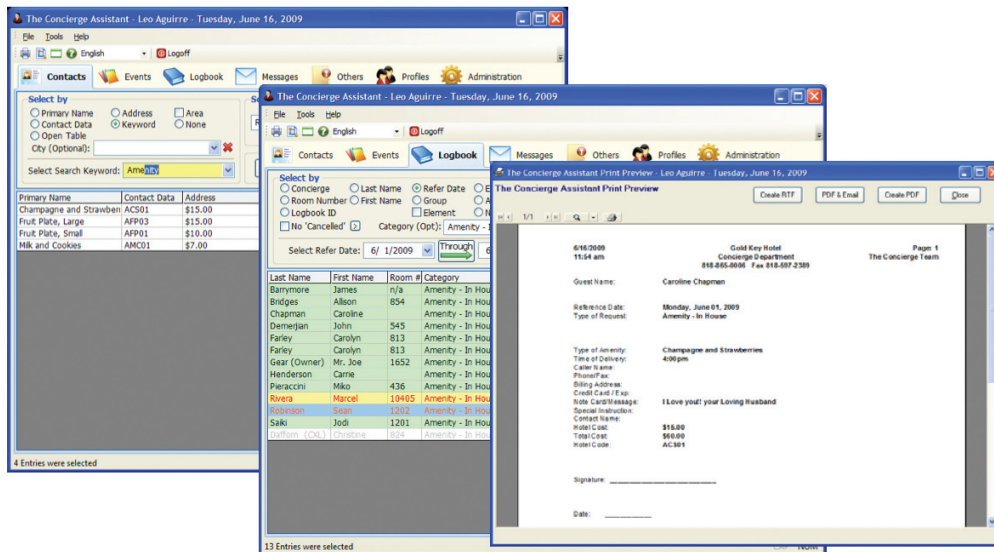 The Concierge Assistant - Leo Aguirre - Tuesday, June 16, 2009
File Tools Help
English Logoff
Contacts Events Logbook Messages Others Profiles Administration
Select by
Primary Name Address Area
Contact Data Keyword None
Open Table
City (Optional):
Select Search Keyword: Amenity
Primary Name Contact Data Address
Champagne and Strawben ACS01 $15.00
Fruit Plate, Large AFP03 $15.00
Fruit Plate, Small AFP01 $10.00
Milk and Cookies AMC01 $7.00
4 Entries were selected
The Concierge Assistant - Leo Aguirre - Tuesday, June 16, 2009
File Tools Help
English Logoff
Contacts Events Logbook Messages Others Profiles Administration
Select by
Concierge Last Name Refer Date E
Room Number First Name Group A
Logbook ID Element N
No 'Cancelled' Category (Opt): Amenity - I
Select Refer Date: 6/ 1/2009 Through 6
Last Name First Name Room # Category
Barrymore James n/a Amenity - In Hou
Bridges Alison 854 Amenity - In Hou
Chapman Caroline Amenity - In Hou
Demerjian John 545 Amenity - In Hou
Farley Carolyn 813 Amenity - In Hou
Farley Carolyn 813 Amenity - In Hou
Gear (Owner) Mr. Joe 1652 Amenity - In Hou
Henderson Carrie Amenity - In Hou
Pieraccini Miko 436 Amenity - In Hou
Rivera Marcel 10405 Amenity - In Hou
Robinson Sean 1202 Amenity - In Hou
Saiki Jodi 1201 Amenity - In Hou
Dafforn (CXL) Christine 824 Amenity - In Hou
13 Entries were selected
NUM
The Concierge Assistant Print Preview - Leo Aguirre - Tuesday, June 16, 2009
The Concierge Assistant Print Preview
Create RTF PDF & Email Create PDF Close
1/1
6/16/2009 Gold Key Hotel Page: 1
11:54 am Concierge Department The Concierge Team
818-865-0006 Fax 818-597-2389
Guest Name: Caroline Chapman
Reference Date: Monday, June 01, 2009
Type of Request: Amenity - In House
Type of Amenity: Champagne and Strawberries
Time of Delivery: 4:00pm
Caller Name:
Phone/Fax:
Billing Address:
Credit Card / Exp:
Note Card/Message: I Love you!! your Loving Husband
Special Instruction:
Contact Name:
Hotel Cost: $15.00
Total Cost: $60.00
Hotel Code: ACS01
Signature:
Date: